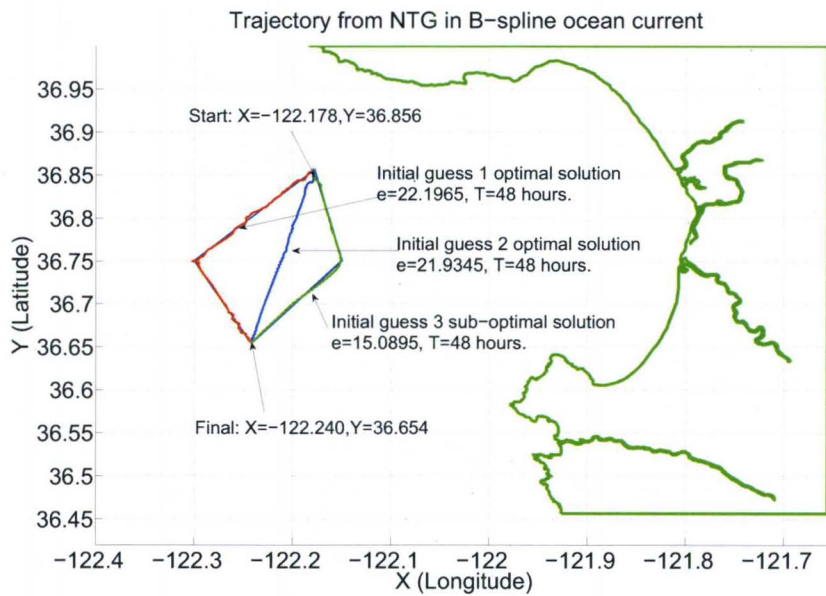 Trajectory from NTG in B−spline ocean current
Y (Latitude)
36.95
36.9
36.85
36.8
36.75
36.7
36.65
36.6
36.55
36.5
36.45
Start: X=−122.178,Y=36.856
Initial guess 1 optimal solution
e=22.1965, T=48 hours.
Initial guess 2 optimal solution
e=21.9345, T=48 hours.
Initial guess 3 sub−optimal solution
e=15.0895, T=48 hours.
Final: X=−122.240,Y=36.654
−122.4 −122.3 −122.2 −122.1 −122 −121.9 −121.8 −121.7
X (Longitude)